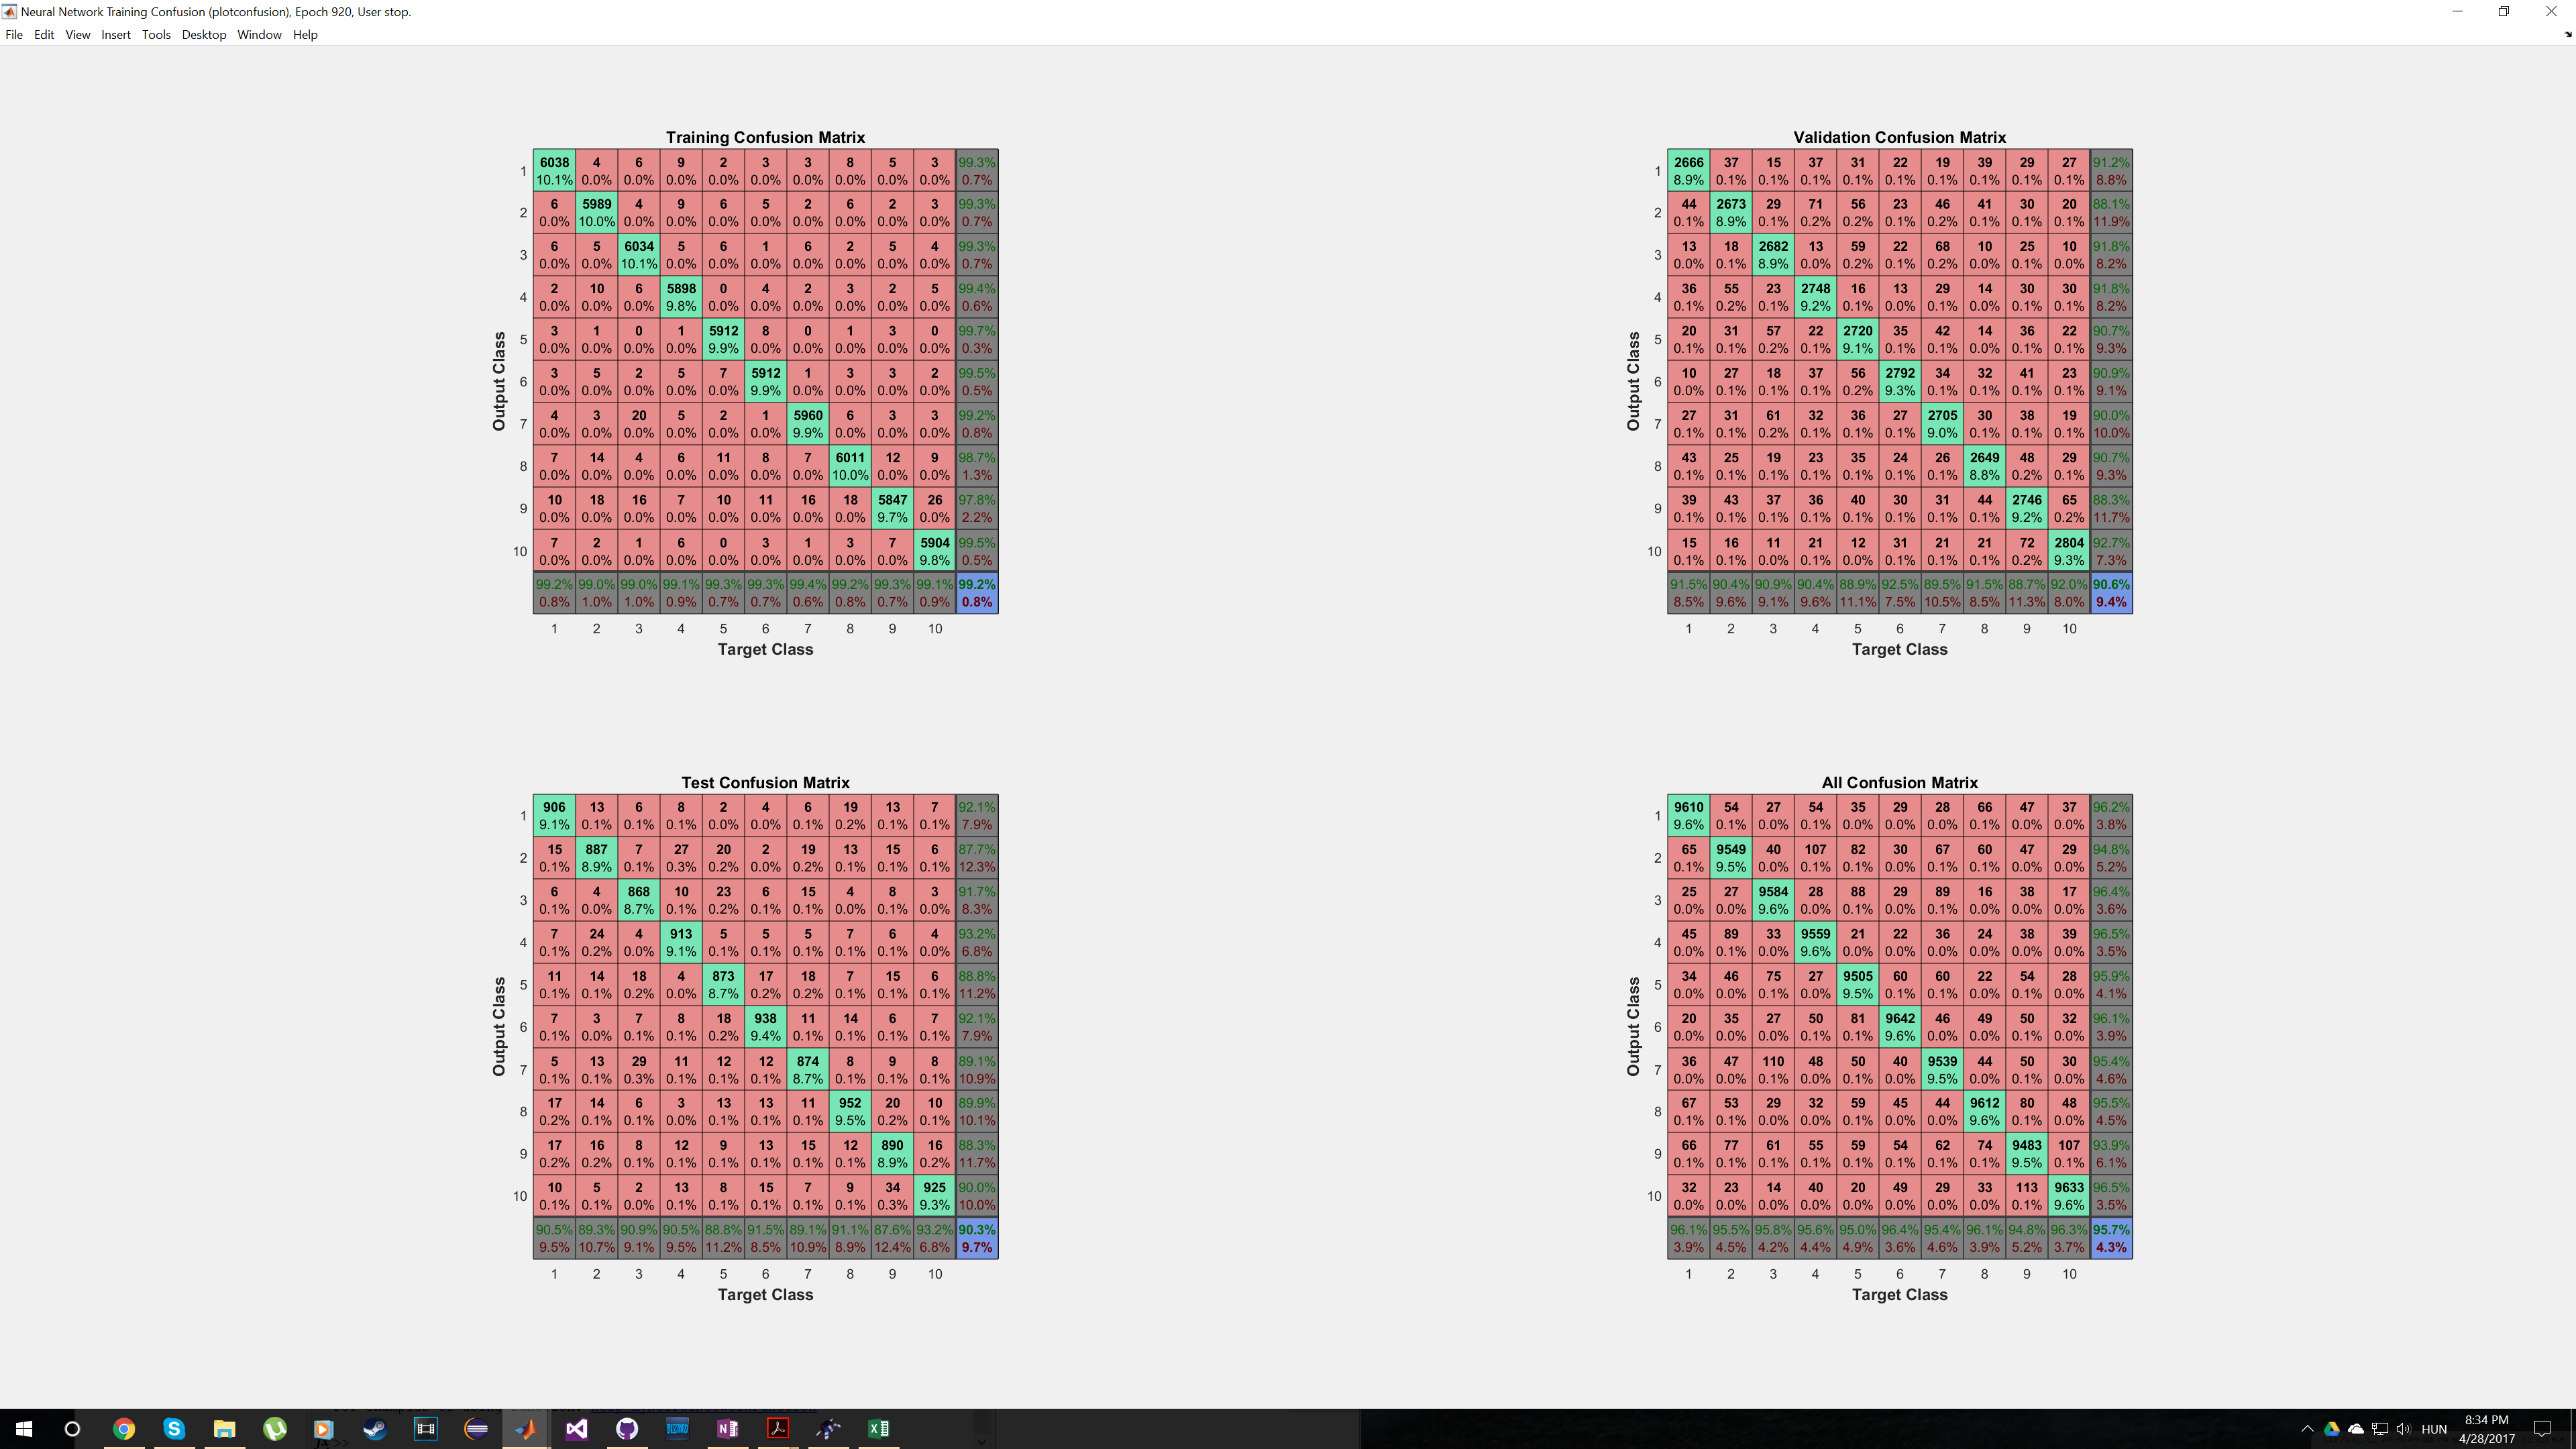 Neural Network Training Confusion (plotconfusion), Epoch 920, User stop.
File Edit View Insert Tools Desktop Window Help
Training Confusion Matrix
Output Class
1 6038 4 6 9 2 3 3 8 5 3 99.3%
10.1% 0.0% 0.0% 0.0% 0.0% 0.0% 0.0% 0.0% 0.0% 0.0% 0.7%
2 6 5989 4 9 6 5 2 6 2 3 99.3%
0.0% 10.0% 0.0% 0.0% 0.0% 0.0% 0.0% 0.0% 0.0% 0.0% 0.7%
3 6 5 6034 5 6 1 6 2 5 4 99.3%
0.0% 0.0% 10.1% 0.0% 0.0% 0.0% 0.0% 0.0% 0.0% 0.0% 0.7%
4 2 10 6 5898 0 4 2 3 2 5 99.4%
0.0% 0.0% 0.0% 9.8% 0.0% 0.0% 0.0% 0.0% 0.0% 0.0% 0.6%
5 3 1 0 1 5912 8 0 1 3 0 99.7%
0.0% 0.0% 0.0% 0.0% 9.9% 0.0% 0.0% 0.0% 0.0% 0.0% 0.3%
6 3 5 2 5 7 5912 1 3 3 2 99.5%
0.0% 0.0% 0.0% 0.0% 0.0% 9.9% 0.0% 0.0% 0.0% 0.0% 0.5%
7 4 3 20 5 2 1 5960 6 3 3 99.2%
0.0% 0.0% 0.0% 0.0% 0.0% 0.0% 9.9% 0.0% 0.0% 0.0% 0.8%
8 7 14 4 6 11 8 7 6011 12 9 98.7%
0.0% 0.0% 0.0% 0.0% 0.0% 0.0% 0.0% 10.0% 0.0% 0.0% 1.3%
9 10 18 16 7 10 11 16 18 5847 26 97.8%
0.0% 0.0% 0.0% 0.0% 0.0% 0.0% 0.0% 0.0% 9.7% 0.0% 2.2%
10 7 2 1 6 0 3 1 3 7 5904 99.5%
0.0% 0.0% 0.0% 0.0% 0.0% 0.0% 0.0% 0.0% 0.0% 9.8% 0.5%
99.2% 99.0% 99.0% 99.1% 99.3% 99.3% 99.4% 99.2% 99.3% 99.1% 99.2%
0.8% 1.0% 1.0% 0.9% 0.7% 0.7% 0.6% 0.8% 0.7% 0.9% 0.8%
1 2 3 4 5 6 7 8 9 10
Target Class
Validation Confusion Matrix
Output Class
1 2666 37 15 37 31 22 19 39 29 27 91.2%
8.9% 0.1% 0.1% 0.1% 0.1% 0.1% 0.1% 0.1% 0.1% 0.1% 8.8%
2 44 2673 29 71 56 23 46 41 30 20 88.1%
0.1% 8.9% 0.1% 0.2% 0.2% 0.1% 0.2% 0.1% 0.1% 0.1% 11.9%
3 13 18 2682 13 59 22 68 10 25 10 91.8%
0.0% 0.1% 8.9% 0.0% 0.2% 0.1% 0.2% 0.0% 0.1% 0.0% 8.2%
4 36 55 23 2748 16 13 29 14 30 30 91.8%
0.1% 0.2% 0.1% 9.2% 0.1% 0.0% 0.1% 0.0% 0.1% 0.1% 8.2%
5 20 31 57 22 2720 35 42 14 36 22 90.7%
0.1% 0.1% 0.2% 0.1% 9.1% 0.1% 0.1% 0.0% 0.1% 0.1% 9.3%
6 10 27 18 37 56 2792 34 32 41 23 90.9%
0.0% 0.1% 0.1% 0.1% 0.2% 9.3% 0.1% 0.1% 0.1% 0.1% 9.1%
7 27 31 61 32 36 27 2705 30 38 19 90.0%
0.1% 0.1% 0.2% 0.1% 0.1% 0.1% 9.0% 0.1% 0.1% 0.1% 10.0%
8 43 25 19 23 35 24 26 2649 48 29 90.7%
0.1% 0.1% 0.1% 0.1% 0.1% 0.1% 0.1% 8.8% 0.2% 0.1% 9.3%
9 39 43 37 36 40 30 31 44 2746 65 88.3%
0.1% 0.1% 0.1% 0.1% 0.1% 0.1% 0.1% 0.1% 9.2% 0.2% 11.7%
10 15 16 11 21 12 31 21 21 72 2804 92.7%
0.1% 0.1% 0.0% 0.1% 0.0% 0.1% 0.1% 0.1% 0.2% 9.3% 7.3%
91.5% 90.4% 90.9% 90.4% 88.9% 92.5% 89.5% 91.5% 88.7% 92.0% 90.6%
8.5% 9.6% 9.1% 9.6% 11.1% 7.5% 10.5% 8.5% 11.3% 8.0% 9.4%
1 2 3 4 5 6 7 8 9 10
Target Class
Test Confusion Matrix
Output Class
1 906 13 6 8 2 4 6 19 13 7 92.1%
9.1% 0.1% 0.1% 0.1% 0.0% 0.0% 0.1% 0.2% 0.1% 0.1% 7.9%
2 15 887 7 27 20 2 19 13 15 6 87.7%
0.1% 8.9% 0.1% 0.3% 0.2% 0.0% 0.2% 0.1% 0.1% 0.1% 12.3%
3 6 4 868 10 23 6 15 4 8 3 91.7%
0.1% 0.0% 8.7% 0.1% 0.2% 0.1% 0.1% 0.0% 0.1% 0.0% 8.3%
4 7 24 4 913 5 5 5 7 6 4 93.2%
0.1% 0.2% 0.0% 9.1% 0.1% 0.1% 0.1% 0.1% 0.1% 0.0% 6.8%
5 11 14 18 4 873 17 18 7 15 6 88.8%
0.1% 0.1% 0.2% 0.0% 8.7% 0.2% 0.2% 0.1% 0.1% 0.1% 11.2%
6 7 3 7 8 18 938 11 14 6 7 92.1%
0.1% 0.0% 0.1% 0.1% 0.2% 9.4% 0.1% 0.1% 0.1% 0.1% 7.9%
7 5 13 29 11 12 12 874 8 9 8 89.1%
0.1% 0.1% 0.3% 0.1% 0.1% 0.1% 8.7% 0.1% 0.1% 0.1% 10.9%
8 17 14 6 3 13 13 11 952 20 10 89.9%
0.2% 0.1% 0.1% 0.0% 0.1% 0.1% 0.1% 9.5% 0.2% 0.1% 10.1%
9 17 16 8 12 9 13 15 12 890 16 88.3%
0.2% 0.2% 0.1% 0.1% 0.1% 0.1% 0.1% 0.1% 8.9% 0.2% 11.7%
10 10 5 2 13 8 15 7 9 34 925 90.0%
0.1% 0.1% 0.0% 0.1% 0.1% 0.1% 0.1% 0.1% 0.3% 9.3% 10.0%
90.5% 89.3% 90.9% 90.5% 88.8% 91.5% 89.1% 91.1% 87.6% 93.2% 90.3%
9.5% 10.7% 9.1% 9.5% 11.2% 8.5% 10.9% 8.9% 12.4% 6.8% 9.7%
1 2 3 4 5 6 7 8 9 10
Target Class
All Confusion Matrix
Output Class
1 9610 54 27 54 35 29 28 66 47 37 96.2%
9.6% 0.1% 0.0% 0.1% 0.0% 0.0% 0.0% 0.1% 0.0% 0.0% 3.8%
2 65 9549 40 107 82 30 67 60 47 29 94.8%
0.1% 9.5% 0.0% 0.1% 0.1% 0.0% 0.1% 0.1% 0.0% 0.0% 5.2%
3 25 27 9584 28 88 29 89 16 38 17 96.4%
0.0% 0.0% 9.6% 0.0% 0.1% 0.0% 0.1% 0.0% 0.0% 0.0% 3.6%
4 45 89 33 9559 21 22 36 24 38 39 96.5%
0.0% 0.1% 0.0% 9.6% 0.0% 0.0% 0.0% 0.0% 0.0% 0.0% 3.5%
5 34 46 75 27 9505 60 60 22 54 28 95.9%
0.0% 0.0% 0.1% 0.0% 9.5% 0.1% 0.1% 0.0% 0.1% 0.0% 4.1%
6 20 35 27 50 81 9642 46 49 50 32 96.1%
0.0% 0.0% 0.0% 0.1% 0.1% 9.6% 0.0% 0.0% 0.1% 0.0% 3.9%
7 36 47 110 48 50 40 9539 44 50 30 95.4%
0.0% 0.0% 0.1% 0.0% 0.1% 0.0% 9.5% 0.0% 0.1% 0.0% 4.6%
8 67 53 29 32 59 45 44 9612 80 48 95.5%
0.1% 0.1% 0.0% 0.0% 0.1% 0.0% 0.0% 9.6% 0.1% 0.0% 4.5%
9 66 77 61 55 59 54 62 74 9483 107 93.9%
0.1% 0.1% 0.1% 0.1% 0.1% 0.1% 0.1% 0.1% 9.5% 0.1% 6.1%
10 32 23 14 40 20 49 29 33 113 9633 96.5%
0.0% 0.0% 0.0% 0.0% 0.0% 0.0% 0.0% 0.0% 0.1% 9.6% 3.5%
96.1% 95.5% 95.8% 95.6% 95.0% 96.4% 95.4% 96.1% 94.8% 96.3% 95.7%
3.9% 4.5% 4.2% 4.4% 4.9% 3.6% 4.6% 3.9% 5.2% 3.7% 4.3%
1 2 3 4 5 6 7 8 9 10
Target Class
HUN
8:34 PM
4/28/2017